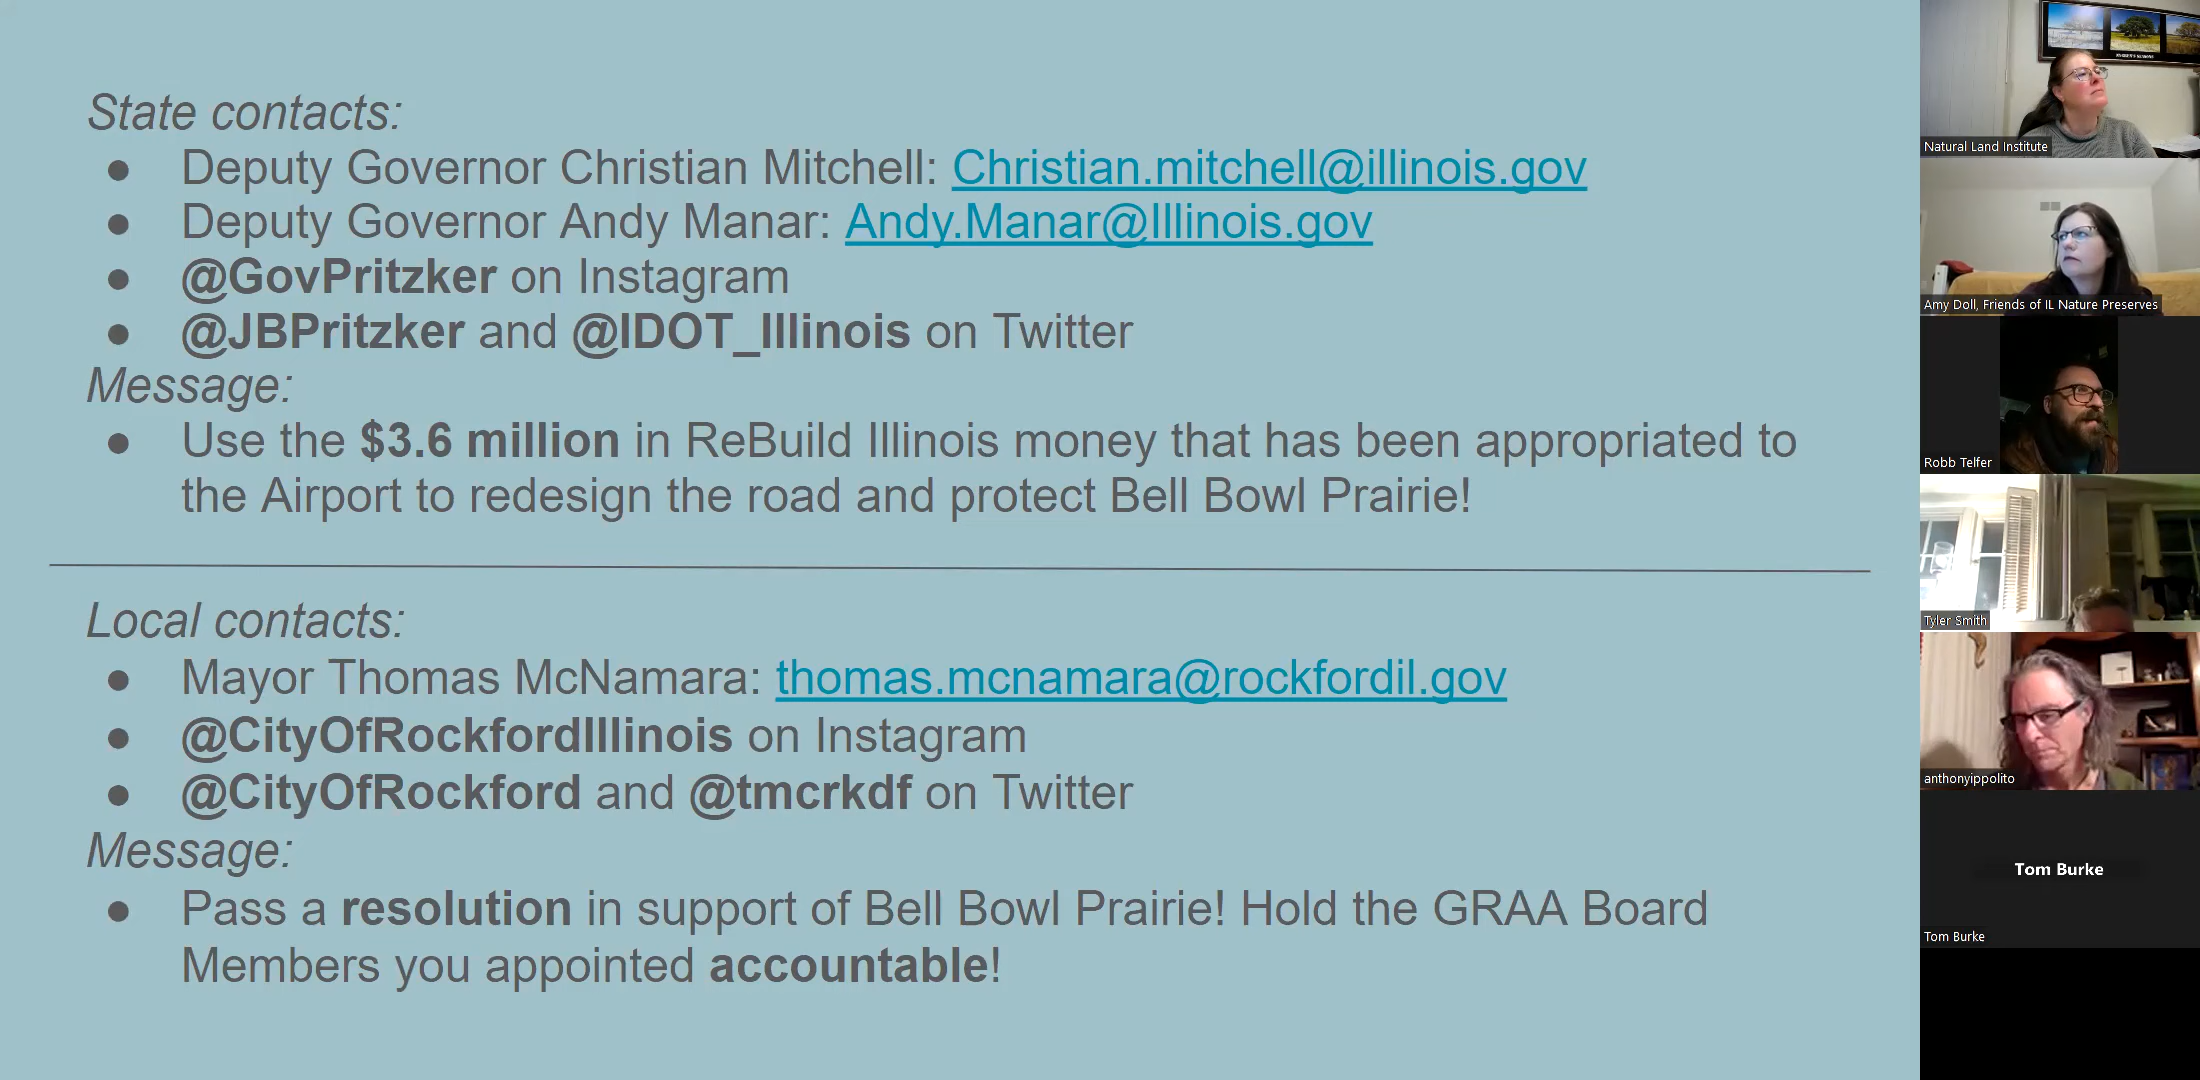 State contacts:
● Deputy Governor Christian Mitchell: Christian.mitchell@illinois.gov
● Deputy Governor Andy Manar: Andy.Manar@Illinois.gov
● @GovPritzker on Instagram
● @JBPritzker and @IDOT_Illinois on Twitter
Message:
● Use the $3.6 million in ReBuild Illinois money that has been appropriated to
the Airport to redesign the road and protect Bell Bowl Prairie!
Local contacts:
● Mayor Thomas McNamara: thomas.mcnamara@rockfordil.gov
● @CityOfRockfordIllinois on Instagram
● @CityOfRockford and @tmcrkdf on Twitter
Message:
● Pass a resolution in support of Bell Bowl Prairie! Hold the GRAA Board
Members you appointed accountable!
Natural Land Institute
Amy Doll, Friends of IL Nature Preserves
Robb Telfer
Tyler Smith
anthonyippolito
Tom Burke
Tom Burke